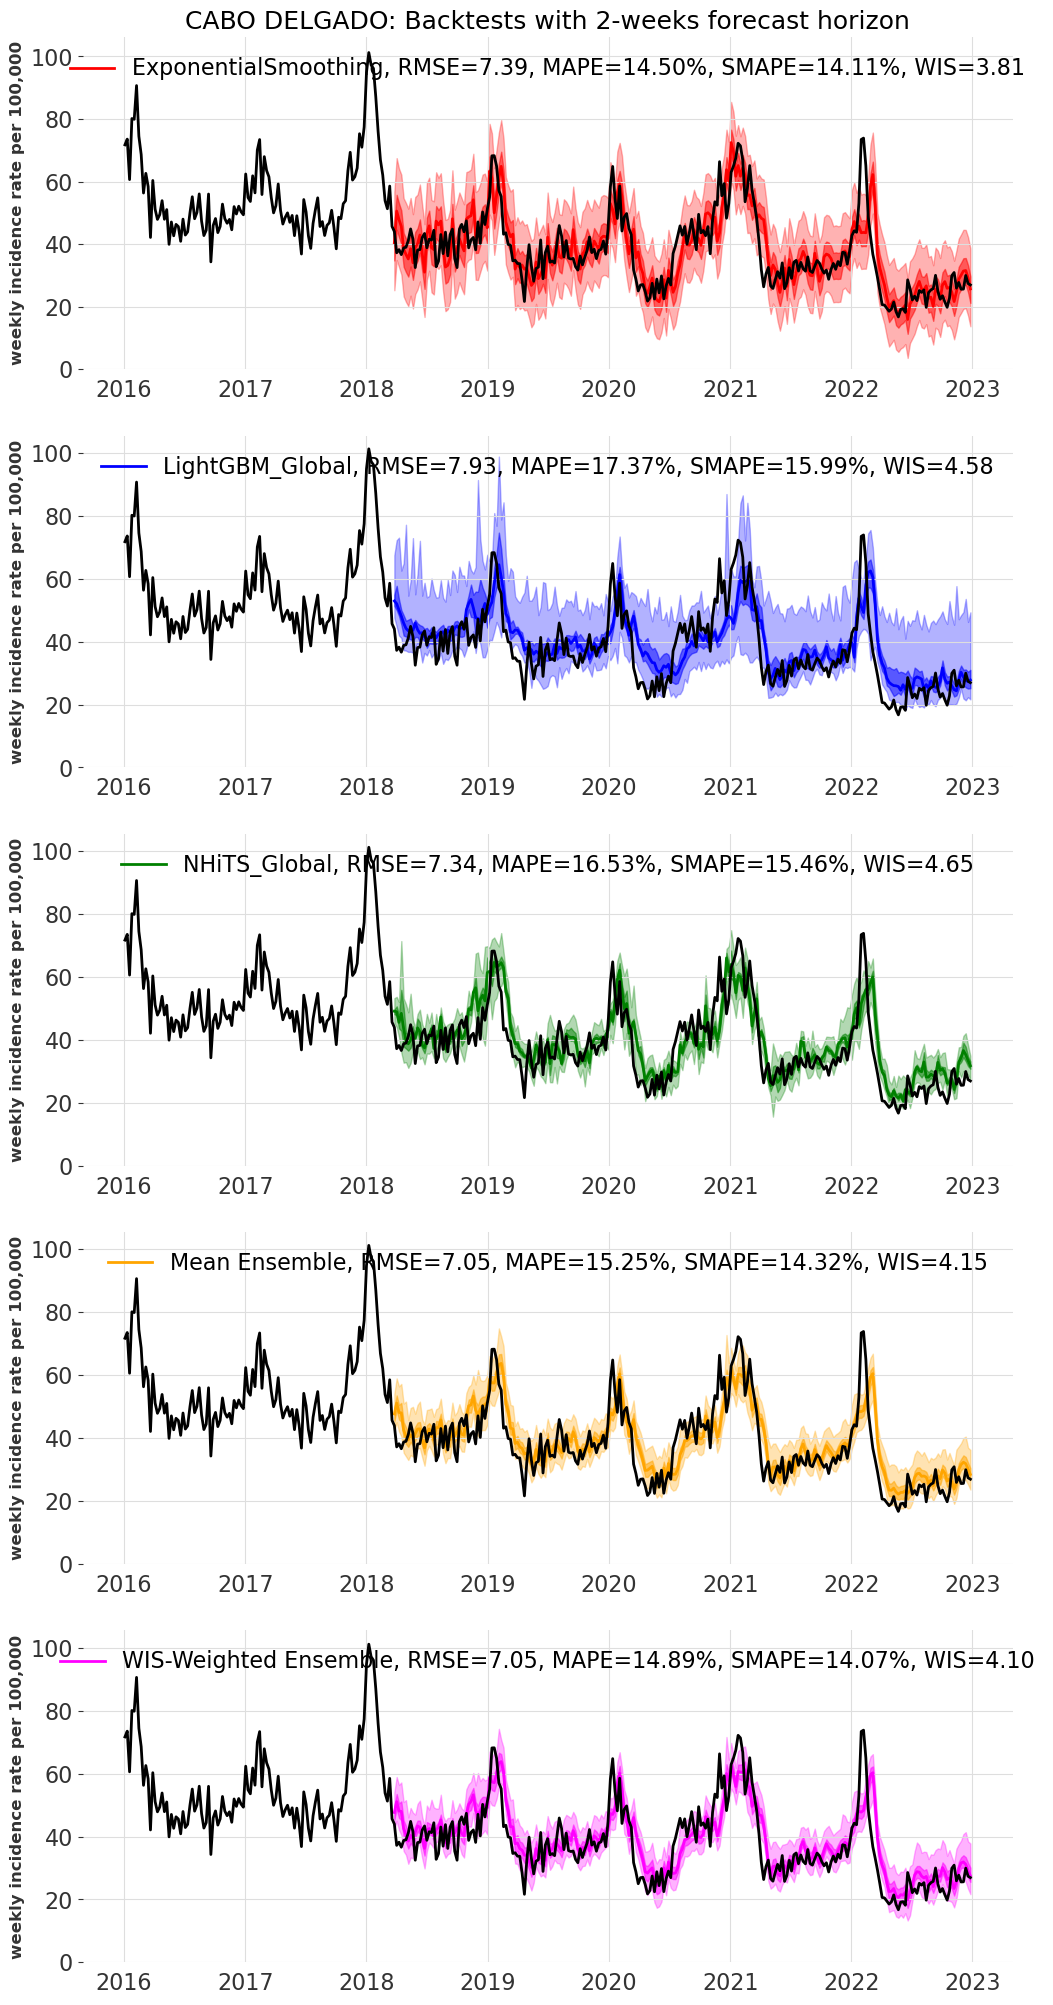 CABO DELGADO: Backtests with 2-weeks forecast horizon
ExponentialSmoothing, RMSE=7.39, MAPE=14.50%, SMAPE=14.11%, WIS=3.81
weekly incidence rate per 100,000
100
80
60
40
20
0
2016 2017 2018 2019 2020 2021 2022 2023
LightGBM_Global, RMSE=7.93, MAPE=17.37%, SMAPE=15.99%, WIS=4.58
weekly incidence rate per 100,000
100
80
60
40
20
0
2016 2017 2018 2019 2020 2021 2022 2023
NHiTS_Global, RMSE=7.34, MAPE=16.53%, SMAPE=15.46%, WIS=4.65
weekly incidence rate per 100,000
100
80
60
40
20
0
2016 2017 2018 2019 2020 2021 2022 2023
Mean Ensemble, RMSE=7.05, MAPE=15.25%, SMAPE=14.32%, WIS=4.15
weekly incidence rate per 100,000
100
80
60
40
20
0
2016 2017 2018 2019 2020 2021 2022 2023
WIS-Weighted Ensemble, RMSE=7.05, MAPE=14.89%, SMAPE=14.07%, WIS=4.10
weekly incidence rate per 100,000
100
80
60
40
20
0
2016 2017 2018 2019 2020 2021 2022 2023